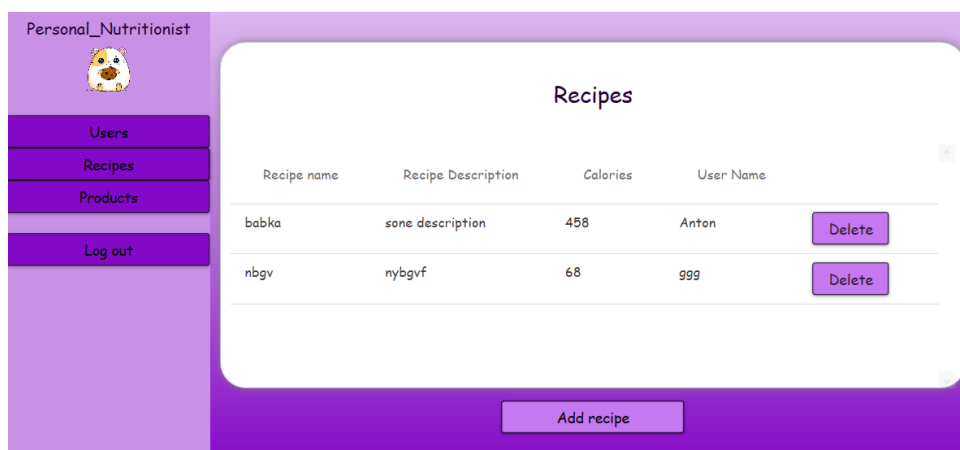 Personal_Nutritionist
Users
Recipes
Products
Log out
Recipes
Recipe name Recipe Description Calories User Name
babka sone description 458 Anton Delete
nbgv nybgvf 68 ggg Delete
Add recipe